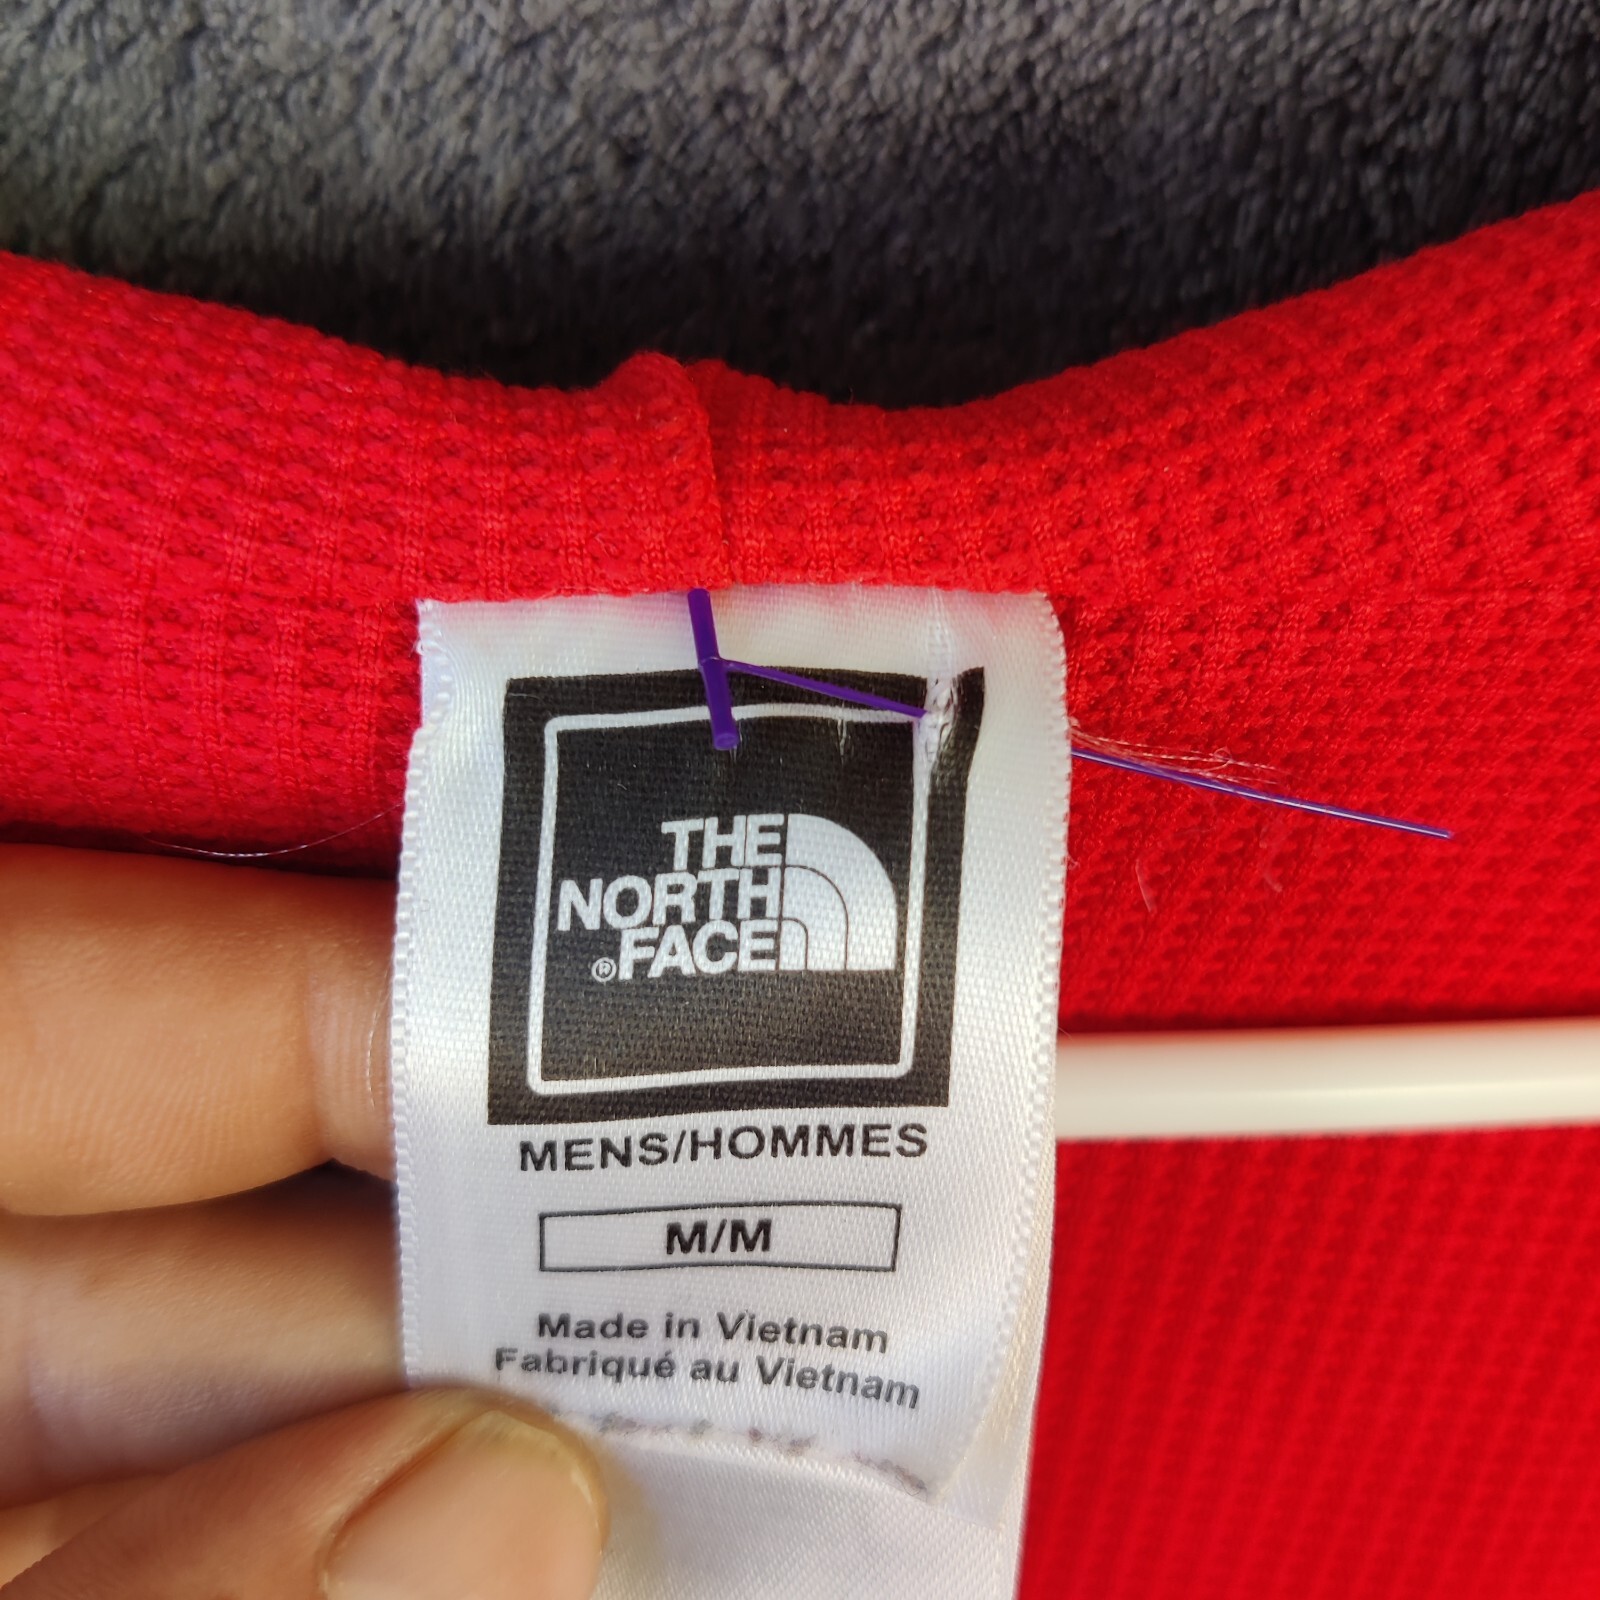 THE
NORTH
®FACE
MENS/HOMMES
M/M
Made in Vietnam
Fabriqué au Vietnam